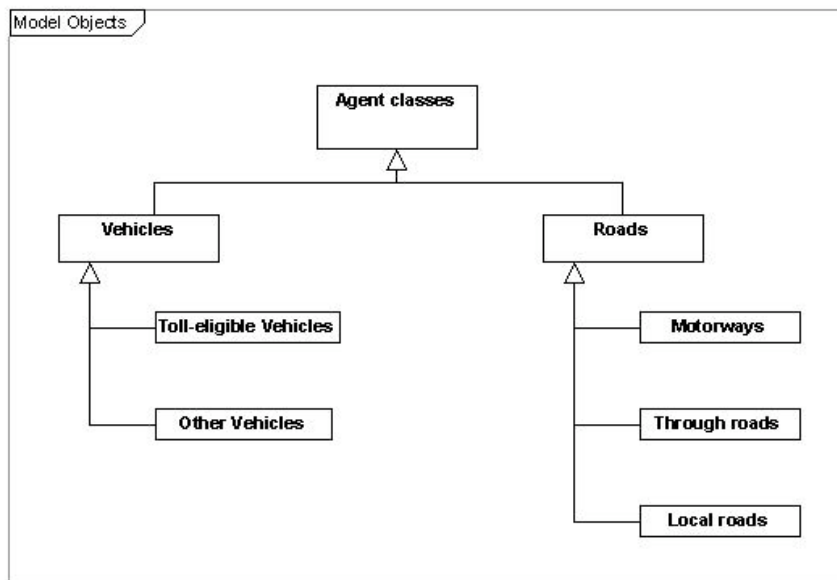 Model Objects
Agent classes
Vehicles
Roads
Toll-eligible Vehicles
Motorways
Other Vehicles
Through roads
Local roads